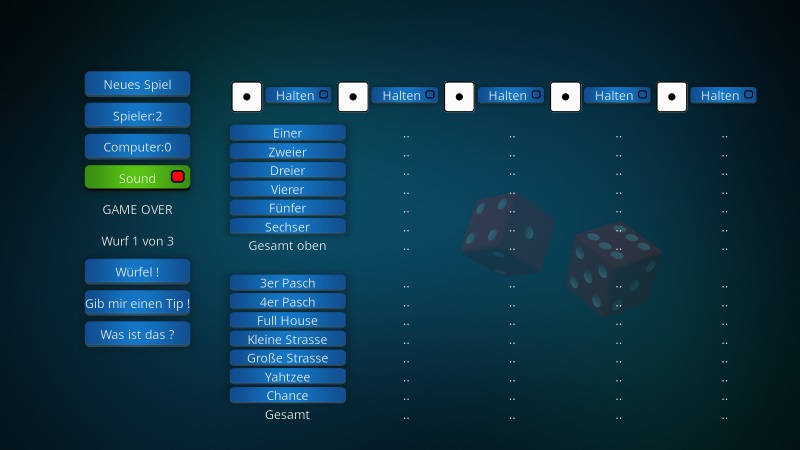 Neues Spiel
Spieler:2
Computer:0
Sound
GAME OVER
Wurf 1 von 3
Würfel !
Gib mir einen Tip !
Was ist das ?
Halten Halten Halten Halten Halten
Einer .. .. .. ..
Zweier .. .. .. ..
Dreier .. .. .. ..
Vierer .. .. .. ..
Fünfer .. .. .. ..
Sechser .. .. .. ..
Gesamt oben .. .. .. ..
3er Pasch .. .. .. ..
4er Pasch .. .. .. ..
Full House .. .. .. ..
Kleine Strasse .. .. .. ..
Große Strasse .. .. .. ..
Yahtzee .. .. .. ..
Chance .. .. .. ..
Gesamt .. .. .. ..